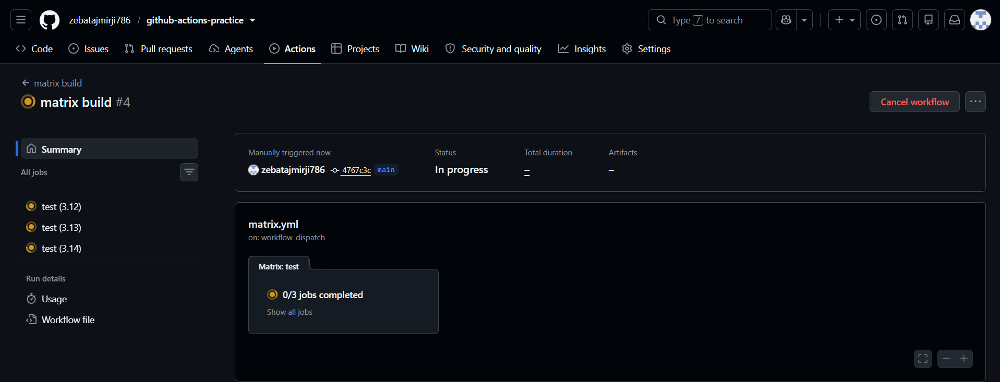 zebatajmirji786 / github-actions-practice
Type / to search
Code Issues Pull requests Agents Actions Projects Wiki Security and quality Insights Settings
← matrix build
matrix build #4
Cancel workflow
Summary
All jobs
test (3.12)
test (3.13)
test (3.14)
Run details
Usage
Workflow file
Manually triggered now
zebatajmirji786 4767c3c main
Status
In progress
Total duration
–
Artifacts
–
matrix.yml
on: workflow_dispatch
Matrix: test
0/3 jobs completed
Show all jobs